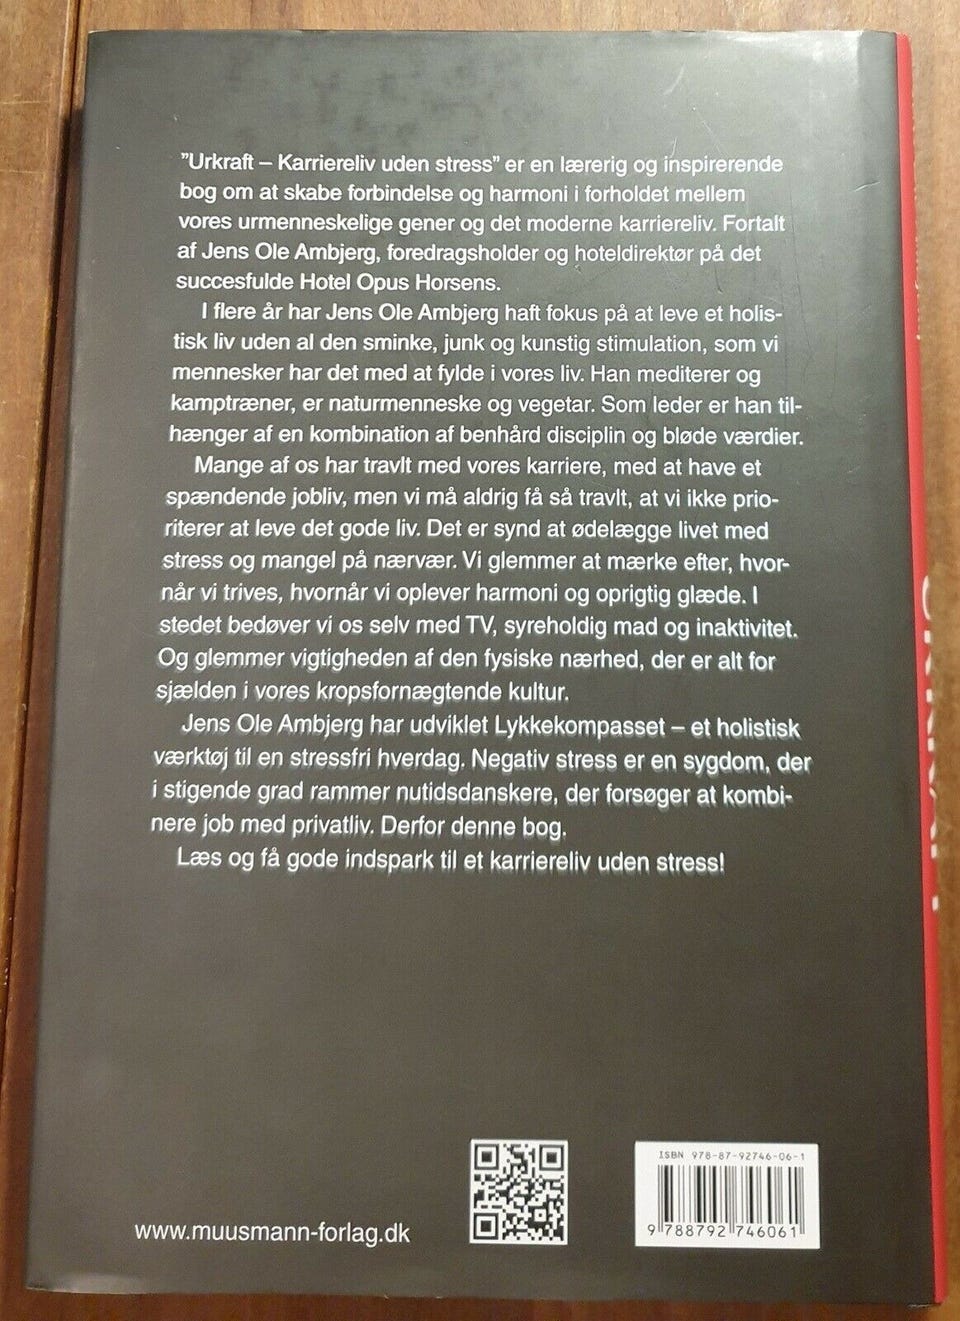 ”Urkraft – Karriereliv uden stress” er en lærerig og inspirerende
bog om at skabe forbindelse og harmoni i forholdet mellem
vores urmenneskelige gener og det moderne karriereliv. Fortalt
af Jens Ole Ambjerg, foredragsholder og hoteldirektør på det
succesfulde Hotel Opus Horsens.
I flere år har Jens Ole Ambjerg haft fokus på at leve et holis-
tisk liv uden al den sminke, junk og kunstig stimulation, som vi
mennesker har det med at fylde i vores liv. Han mediterer og
kamptræner, er naturmenneske og vegetar. Som leder er han til-
hænger af en kombination af benhård disciplin og bløde værdier.
Mange af os har travlt med vores karriere, med at have et
spændende jobliv, men vi må aldrig få så travlt, at vi ikke prio-
riterer at leve det gode liv. Det er synd at ødelægge livet med
stress og mangel på nærvær. Vi glemmer at mærke efter, hvor-
når vi trives, hvornår vi oplever harmoni og oprigtig glæde. I
stedet bedøver vi os selv med TV, syreholdig mad og inaktivitet.
Og glemmer vigtigheden af den fysiske nærhed, der er alt for
sjælden i vores kropsfornægtende kultur.
Jens Ole Ambjerg har udviklet Lykkekompasset – et holistisk
værktøj til en stressfri hverdag. Negativ stress er en sygdom, der
i stigende grad rammer nutidsdanskere, der forsøger at kombi-
nere job med privatliv. Derfor denne bog.
Læs og få gode indspark til et karriereliv uden stress!
www.muusmann-forlag.dk
ISBN 978-87-92746-06-1
9 788792 746061